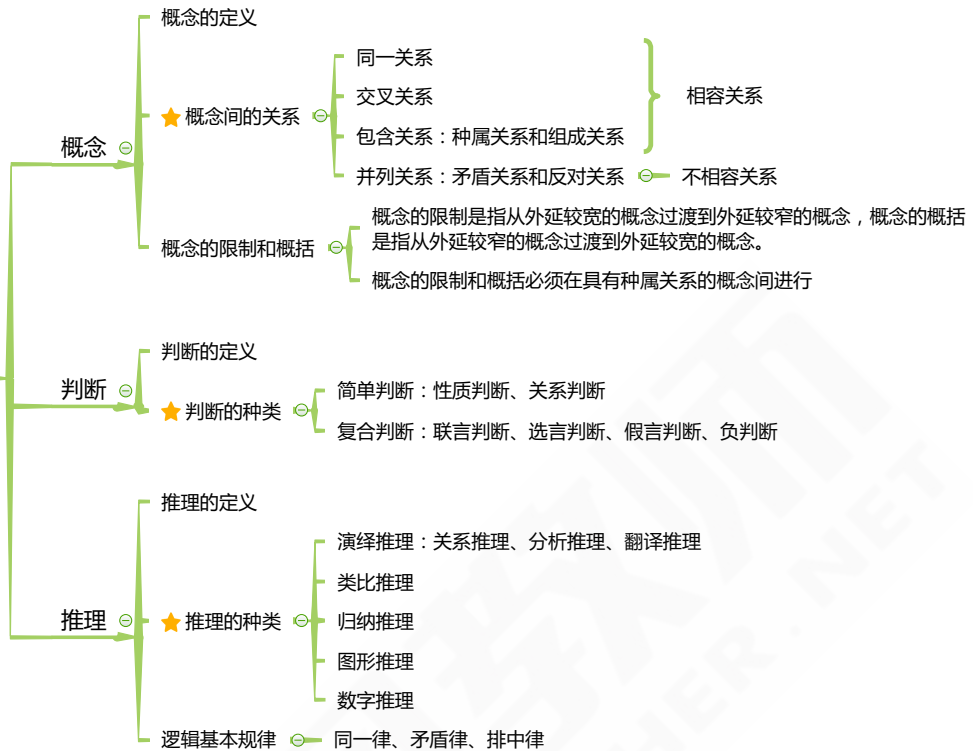 概念的定义
同一关系
交叉关系
相容关系
★概念间的关系
包含关系：种属关系和组成关系
概念
并列关系：矛盾关系和反对关系
不相容关系
概念的限制是指从外延较宽的概念过渡到外延较窄的概念，概念的概括
是指从外延较窄的概念过渡到外延较宽的概念。
概念的限制和概括
概念的限制和概括必须在具有种属关系的概念间进行
判断的定义
判断
简单判断：性质判断、关系判断
★判断的种类
复合判断：联言判断、选言判断、假言判断、负判断
推理的定义
演绎推理：关系推理、分析推理、翻译推理
类比推理
推理
★推理的种类
归纳推理
图形推理
数字推理
逻辑基本规律
同一律、矛盾律、排中律
教师